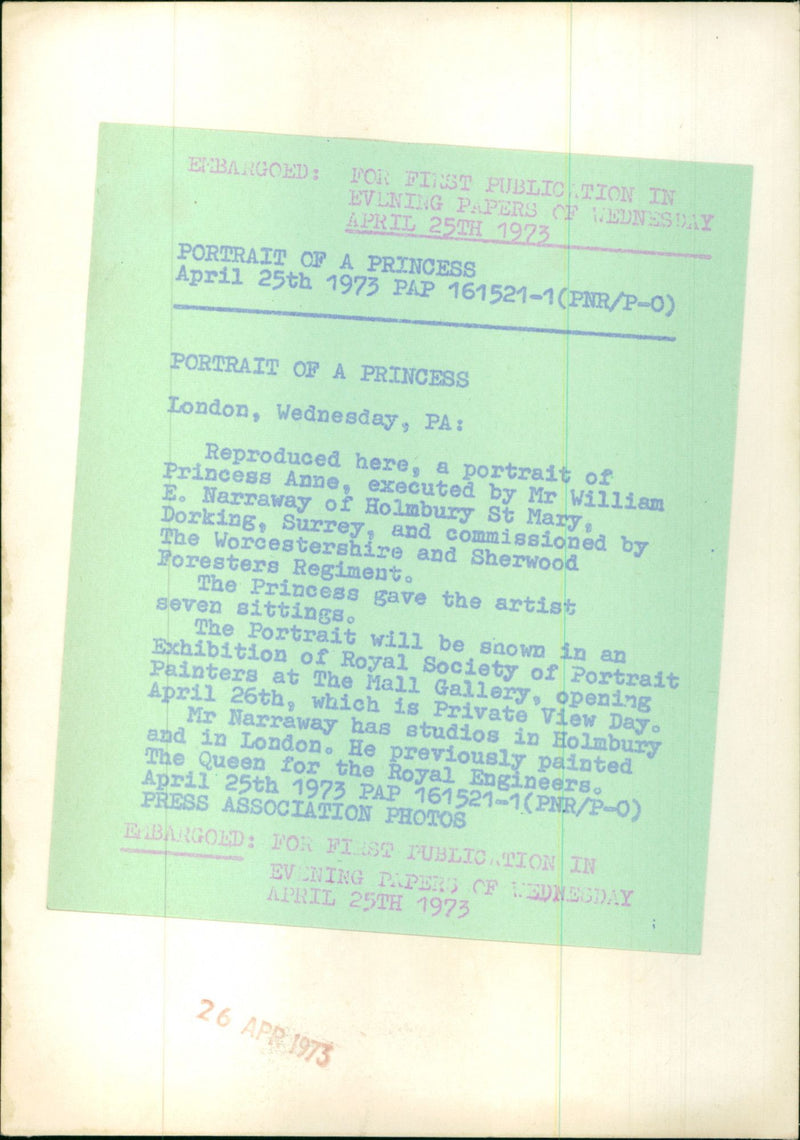 EMBARGOED: FOR FIRST PUBLICATION IN
EVENING PAPERS OF WEDNESDAY
APRIL 25TH 1973
PORTRAIT OF A PRINCESS
April 25th 1973 PAP 161521-1(PNR/P-O)
PORTRAIT OF A PRINCESS
London, Wednesday, PA:
Reproduced here, a portrait of
Princess Anne, executed by Mr William
E. Narraway of Holmbury St Mary,
Dorking, Surrey, and commissioned by
The Worcestershire and Sherwood
Foresters Regiment.
The Princess gave the artist
seven sittings.
The Portrait will be snown in an
Exhibition of Royal Society of Portrait
Painters at The Mall Gallery, opening
April 26th, which is Private View Day.
Mr Narraway has studios in Holmbury
and in London. He previously painted
The Queen for the Royal Engineers.
April 25th 1973 PAP 161521-1(PNR/P-O)
PRESS ASSOCIATION PHOTOS
EMBARGOED: FOR FIRST PUBLICATION IN
EVENING PAPERS OF WEDNESDAY
APRIL 25TH 1973
26 APR 1973